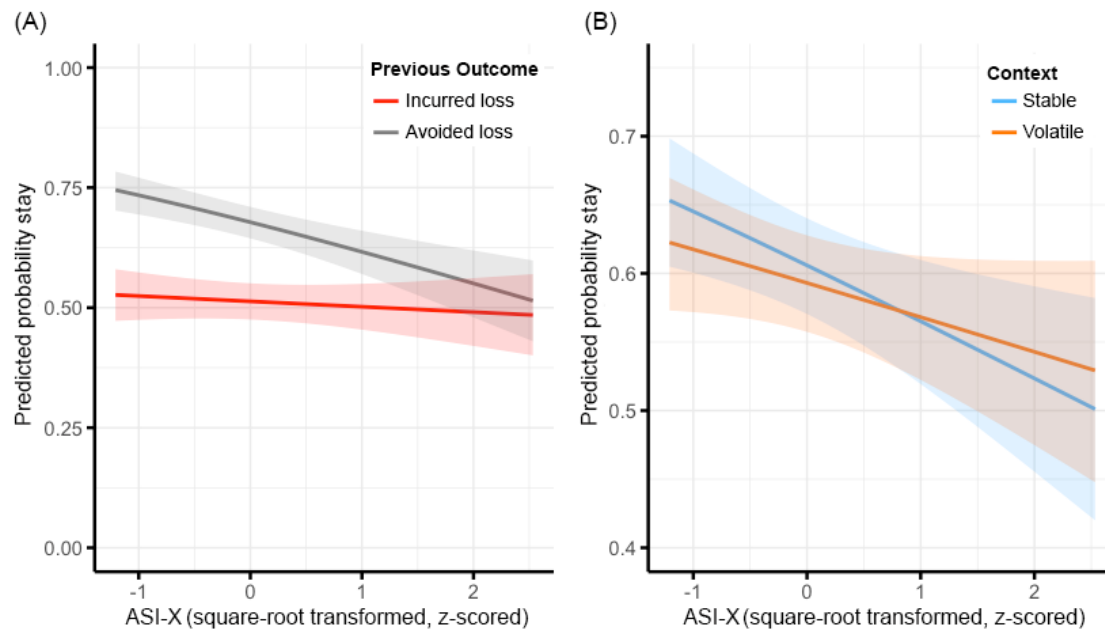 (A)
Previous Outcome
Incurred loss
Avoided loss
Predicted probability stay
1.00
0.75
0.50
0.25
0.00
-1 0 1 2
ASI-X (square-root transformed, z-scored)
(B)
Context
Stable
Volatile
Predicted probability stay
0.7
0.6
0.5
0.4
-1 0 1 2
ASI-X (square-root transformed, z-scored)